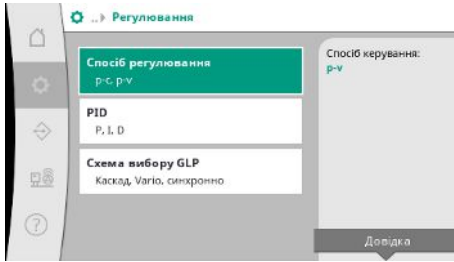 ..▸ Регулювання
Спосіб регулювання
p-c, p-v
PID
P, I, D
Схема вибору GLP
Каскад, Vario, синхронно
Спосіб керування:
p-v
Довідка